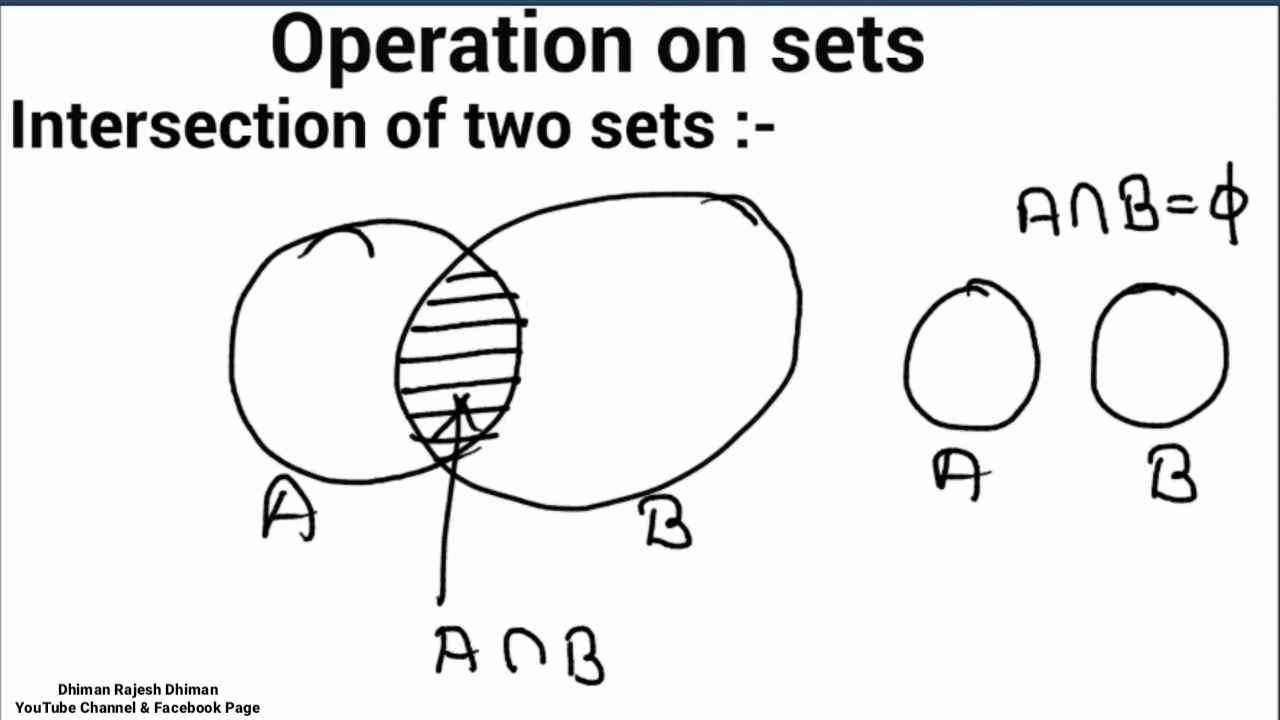 Operation on sets
Intersection of two sets :-
A∩B=ϕ
A B
A B
A∩B
Dhiman Rajesh Dhiman
YouTube Channel & Facebook Page